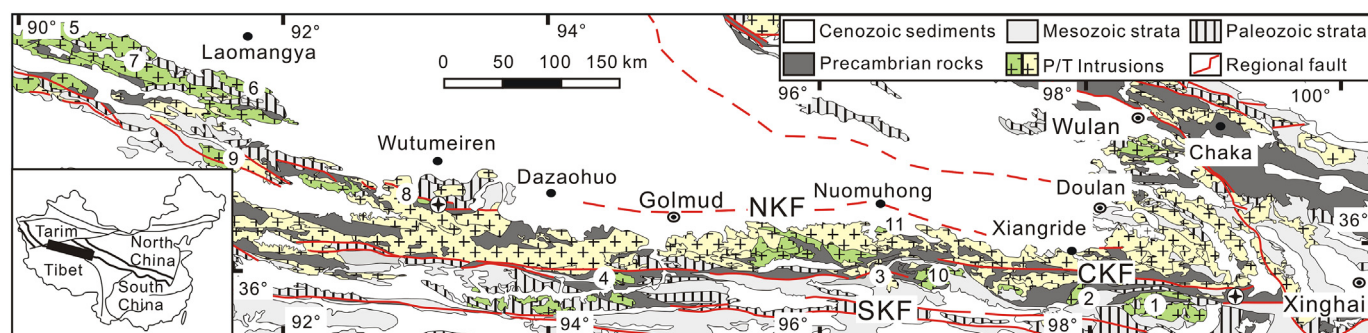 90°
5
92°
94°
Laomangya
7
6
0
50
100
150 km
Cenozoic sediments
Mesozoic strata
Paleozoic strata
Precambrian rocks
P/T Intrusions
Regional fault
96°
98°
100°
Wulan
Chaka
Wutumeiren
9
8
Dazaohuo
Golmud
NKF
Nuomuhong
Doulan
11
Xiangride
36°
Tarim
North
China
Tibet
South
China
36°
4
3
10
CKF
2
1
SKF
Xinghai
92°
94°
96°
98°